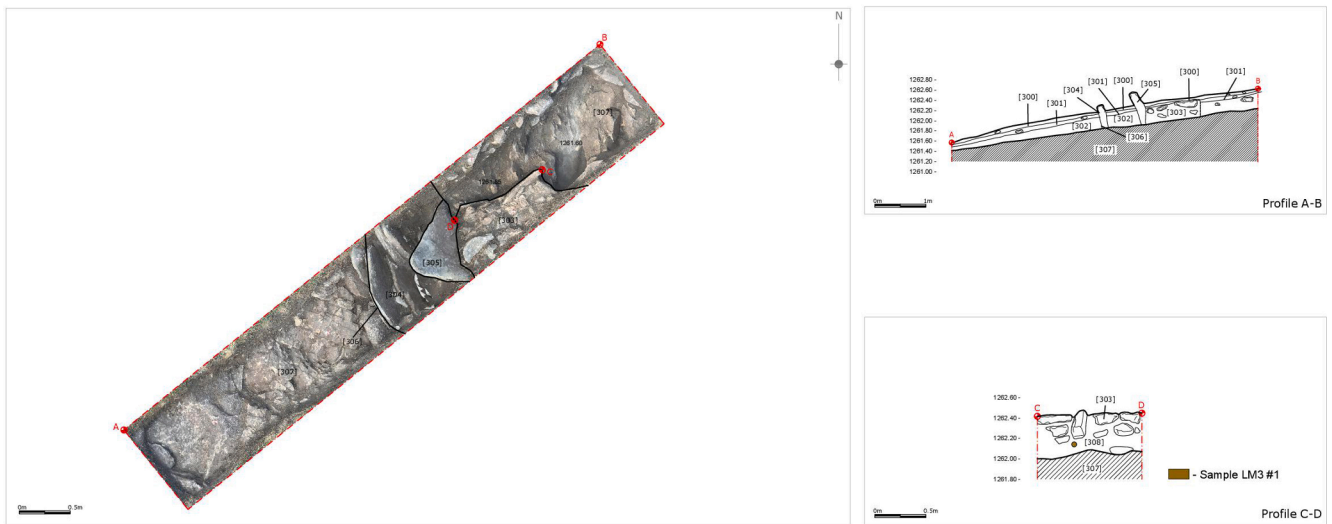 N
B
[307]
1261.60
C
[303]
D
[305]
[304]
[306]
[307]
A
0m 0.5m
1262.80 -
1262.60 -
1262.40 -
1262.20 -
1262.00 -
1261.80 -
1261.60 -
1261.40 -
1261.20 -
1261.00 -
A
[300]
[301]
[302]
[304]
[301]
[300]
[302]
[305]
[306]
[303]
[300]
[301]
B
[307]
0m 1m
Profile A-B
1262.60 -
1262.40 -
1262.20 -
1262.00 -
1261.80 -
C
[303]
D
[308]
[307]
- Sample LM3 #1
0m 0.5m
Profile C-D